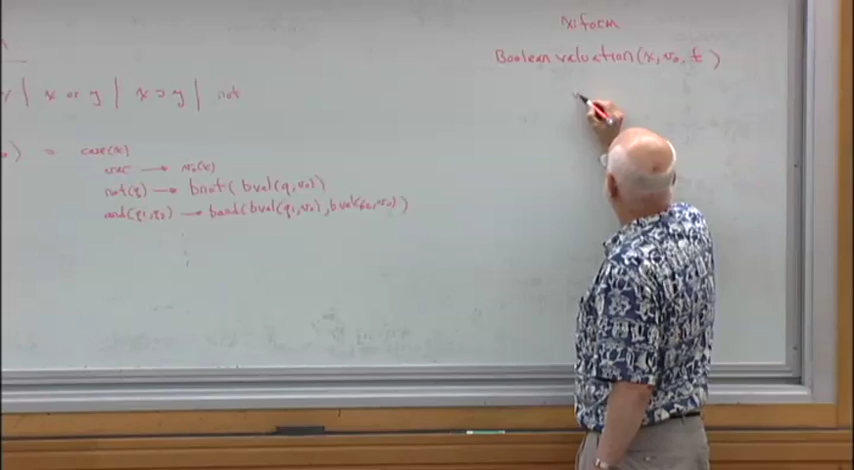 x | x or y | x ⊃ y | not
) = case(x)
var → v₀(x)
not(q) → bnot(bval(q,v₀))
and(q₁,q₂) → band(bval(q₁,v₀),bval(q₂,v₀))
x:form
Boolean valuation(x, v₀, t)